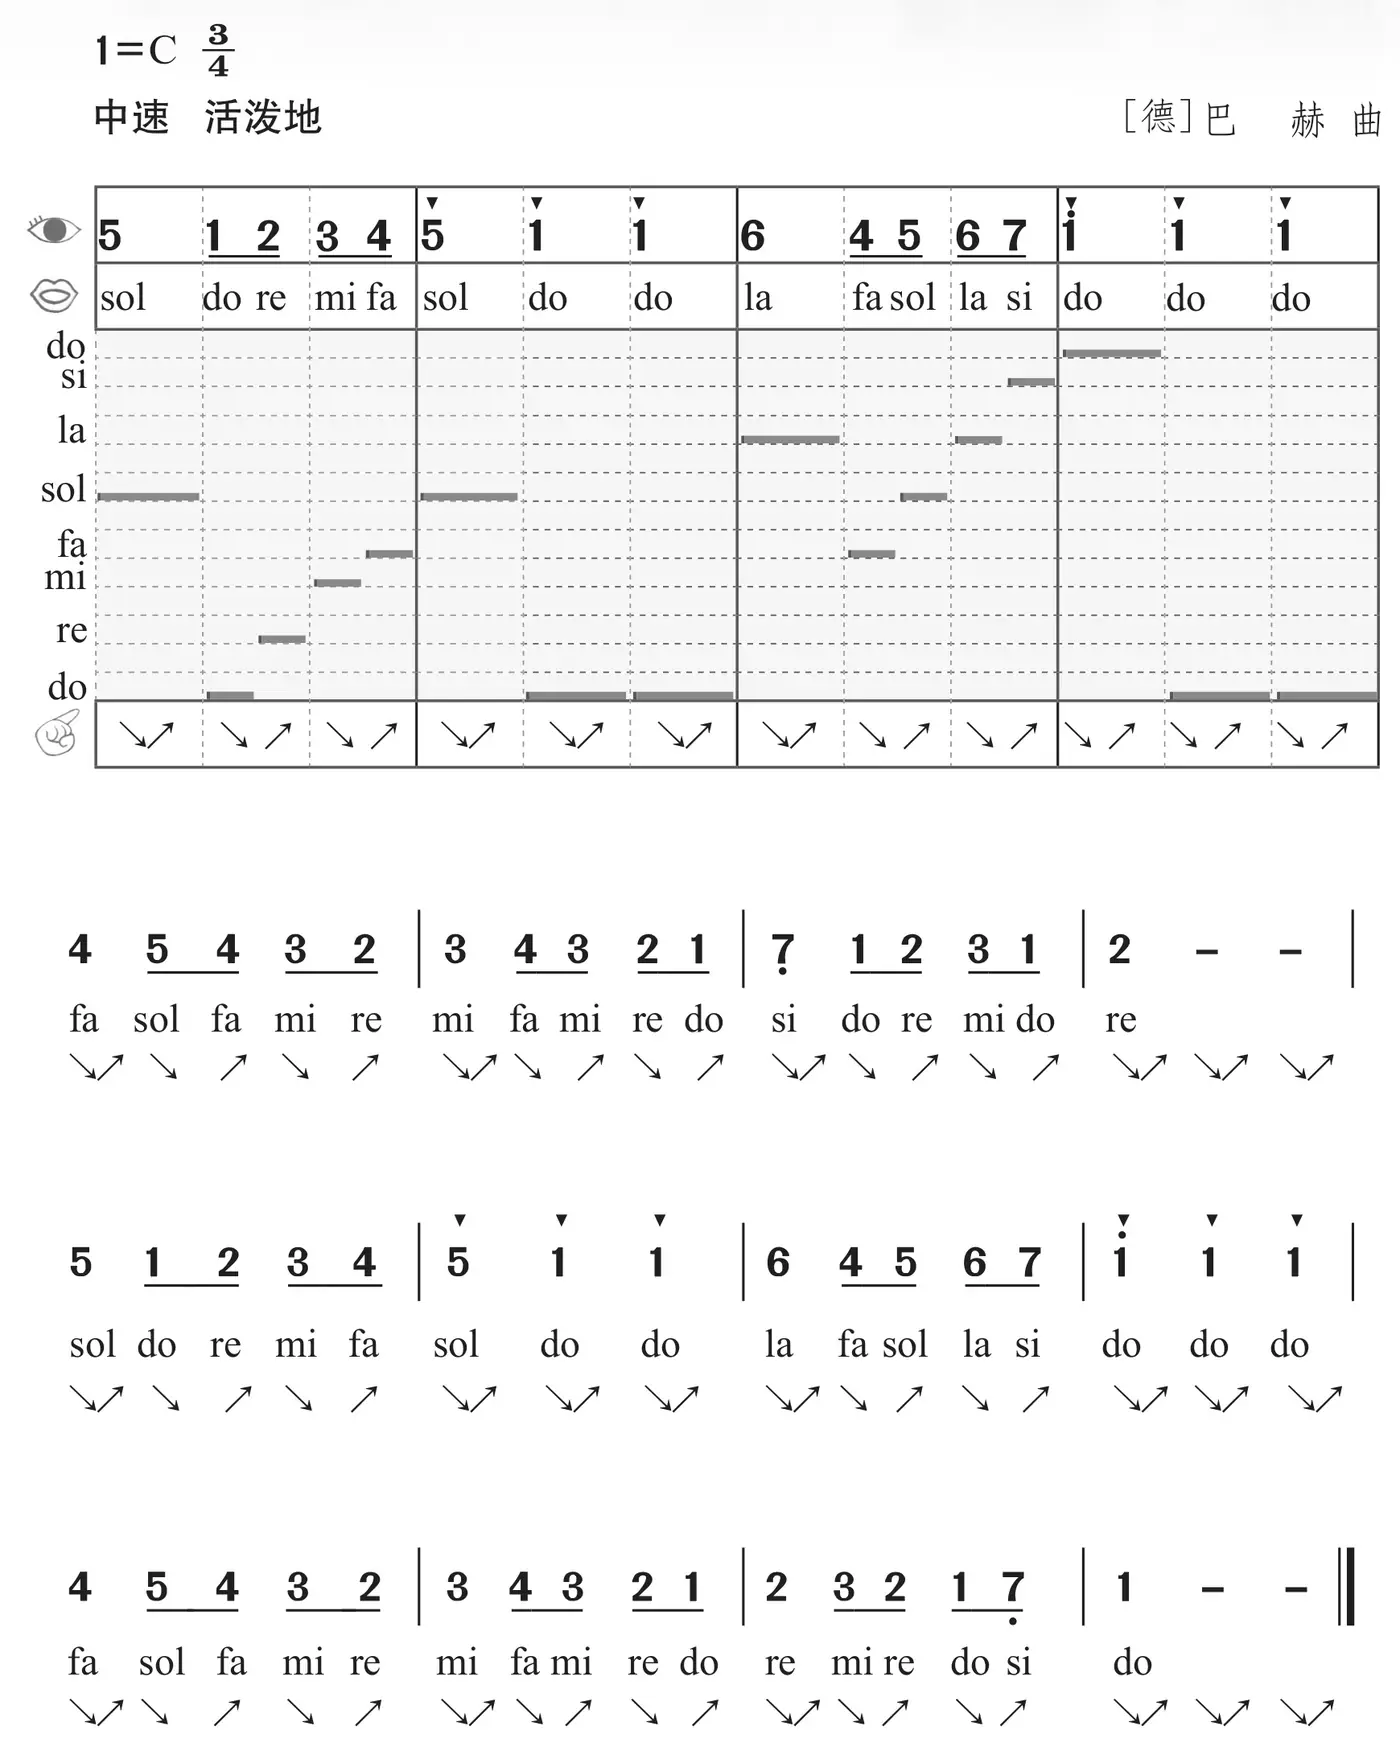 1=C 3/4
中速 活泼地
[德]巴 赫 曲
5 1 2 3 4 5 1 1 6 4 5 6 7 i 1 1
sol do re mi fa sol do do la fa sol la si do do do
do
si
la
sol
fa
mi
re
do
4 5 4 3 2 | 3 4 3 2 1 | 7̣ 1 2 3 1 | 2 – – |
fa sol fa mi re mi fa mi re do si do re mi do re
5 1 2 3 4 | 5 1 1 | 6 4 5 6 7 | i 1 1 |
sol do re mi fa sol do do la fa sol la si do do do
4 5 4 3 2 | 3 4 3 2 1 | 2 3 2 1 7̣ | 1 – – ‖
fa sol fa mi re mi fa mi re do re mi re do si do